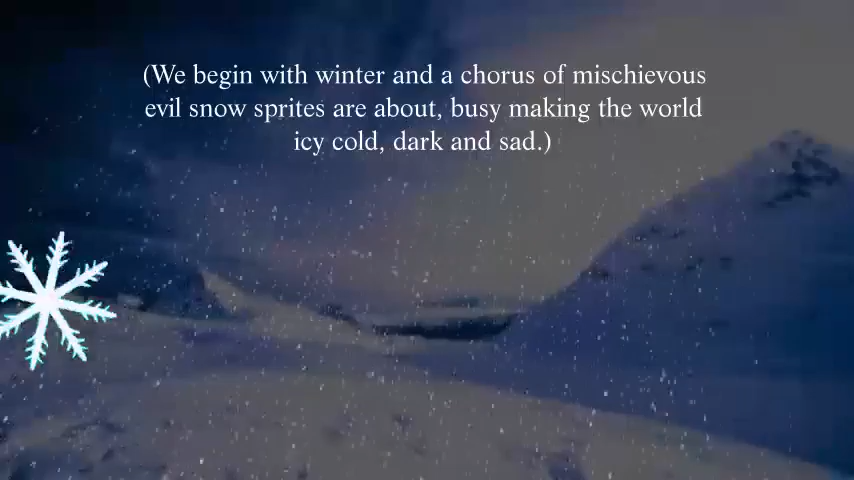 (We begin with winter and a chorus of mischievous
evil snow sprites are about, busy making the world
icy cold, dark and sad.)